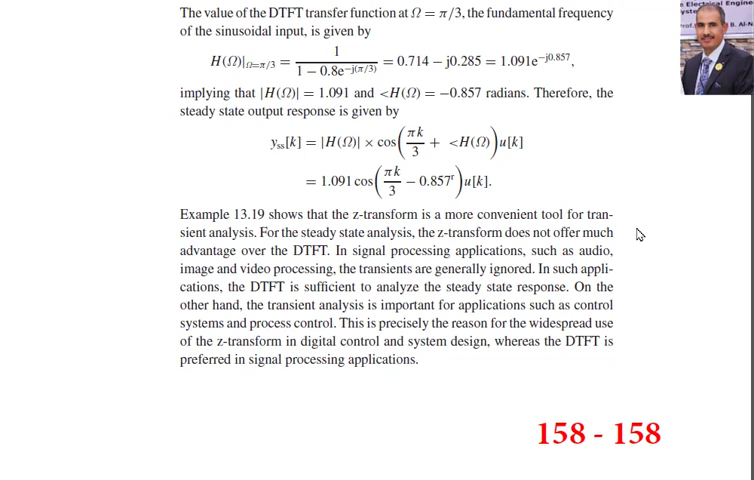 The value of the DTFT transfer function at Ω = π/3, the fundamental frequency
of the sinusoidal input, is given by
H(Ω)|Ω=π/3 = 1 / (1 − 0.8e^−j(π/3)) = 0.714 − j0.285 = 1.091e^−j0.857,
implying that |H(Ω)| = 1.091 and <H(Ω) = −0.857 radians. Therefore, the
steady state output response is given by
yss[k] = |H(Ω)| × cos(πk/3 + <H(Ω))u[k]
= 1.091 cos(πk/3 − 0.857^r)u[k].
Example 13.19 shows that the z-transform is a more convenient tool for tran-
sient analysis. For the steady state analysis, the z-transform does not offer much
advantage over the DTFT. In signal processing applications, such as audio,
image and video processing, the transients are generally ignored. In such appli-
cations, the DTFT is sufficient to analyze the steady state response. On the
other hand, the transient analysis is important for applications such as control
systems and process control. This is precisely the reason for the widespread use
of the z-transform in digital control and system design, whereas the DTFT is
preferred in signal processing applications.
158 - 158